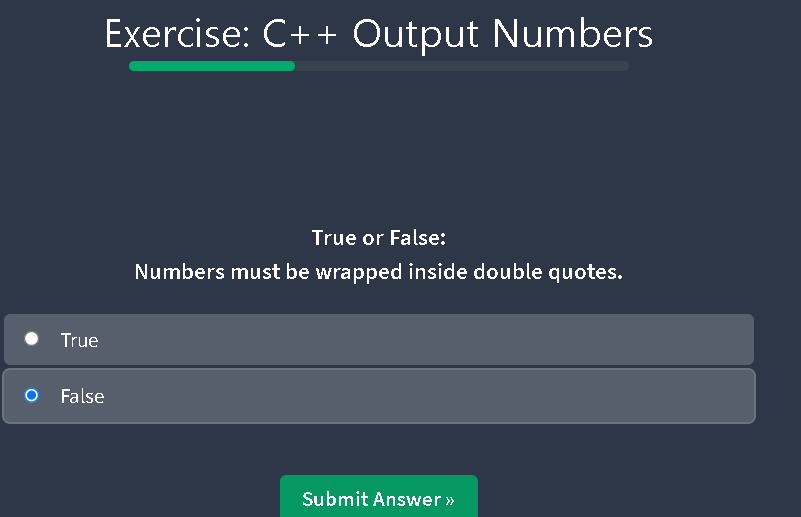 Exercise: C++ Output Numbers
True or False:
Numbers must be wrapped inside double quotes.
True
False
Submit Answer »